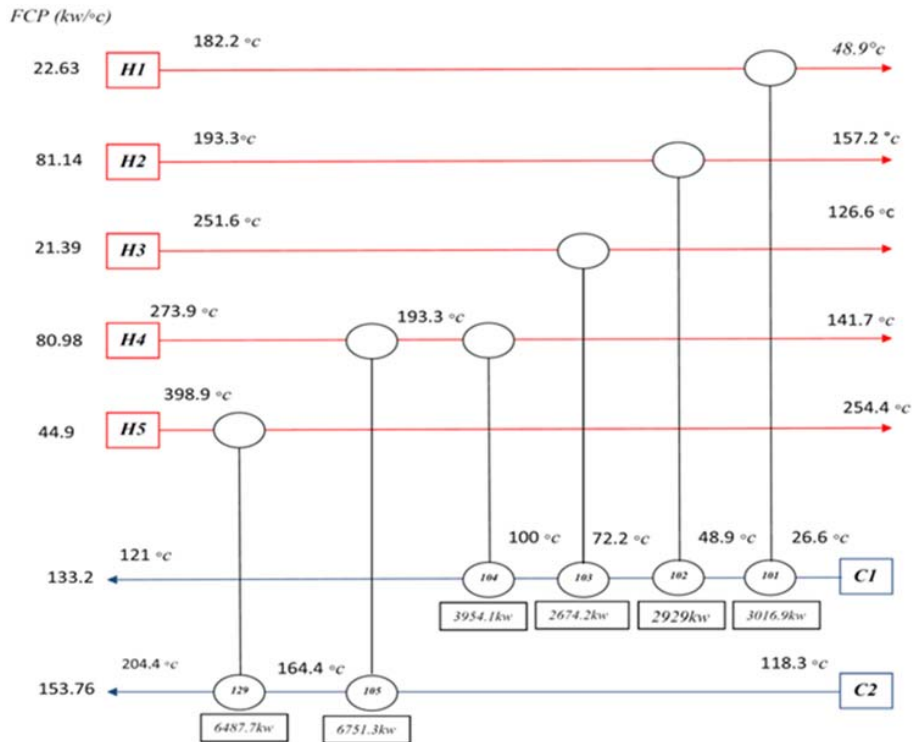 FCP (kw/°c)
182.2 °c
48.9°c
22.63
H1
193.3°c
157.2 °c
81.14
H2
251.6 °c
126.6 °c
21.39
H3
273.9 °c
193.3 °c
141.7 °c
80.98
H4
398.9 °c
254.4 °c
44.9
H5
121 °c
100 °c
72.2 °c
48.9 °c
26.6 °c
133.2
104
103
102
101
C1
3954.1kw
2674.2kw
2929kw
3016.9kw
204.4 °c
164.4 °c
118.3 °c
153.76
129
105
C2
6487.7kw
6751.3kw